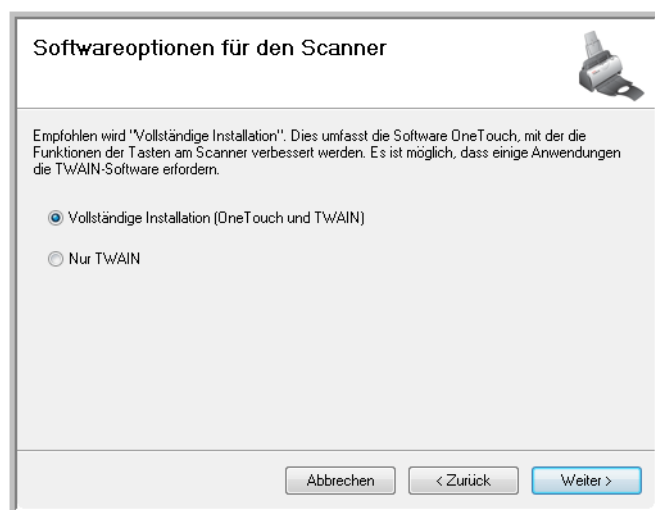 Softwareoptionen für den Scanner
Empfohlen wird "Vollständige Installation". Dies umfasst die Software OneTouch, mit der die
Funktionen der Tasten am Scanner verbessert werden. Es ist möglich, dass einige Anwendungen
die TWAIN-Software erfordern.
Vollständige Installation (OneTouch und TWAIN)
Nur TWAIN
Abbrechen
< Zurück
Weiter >